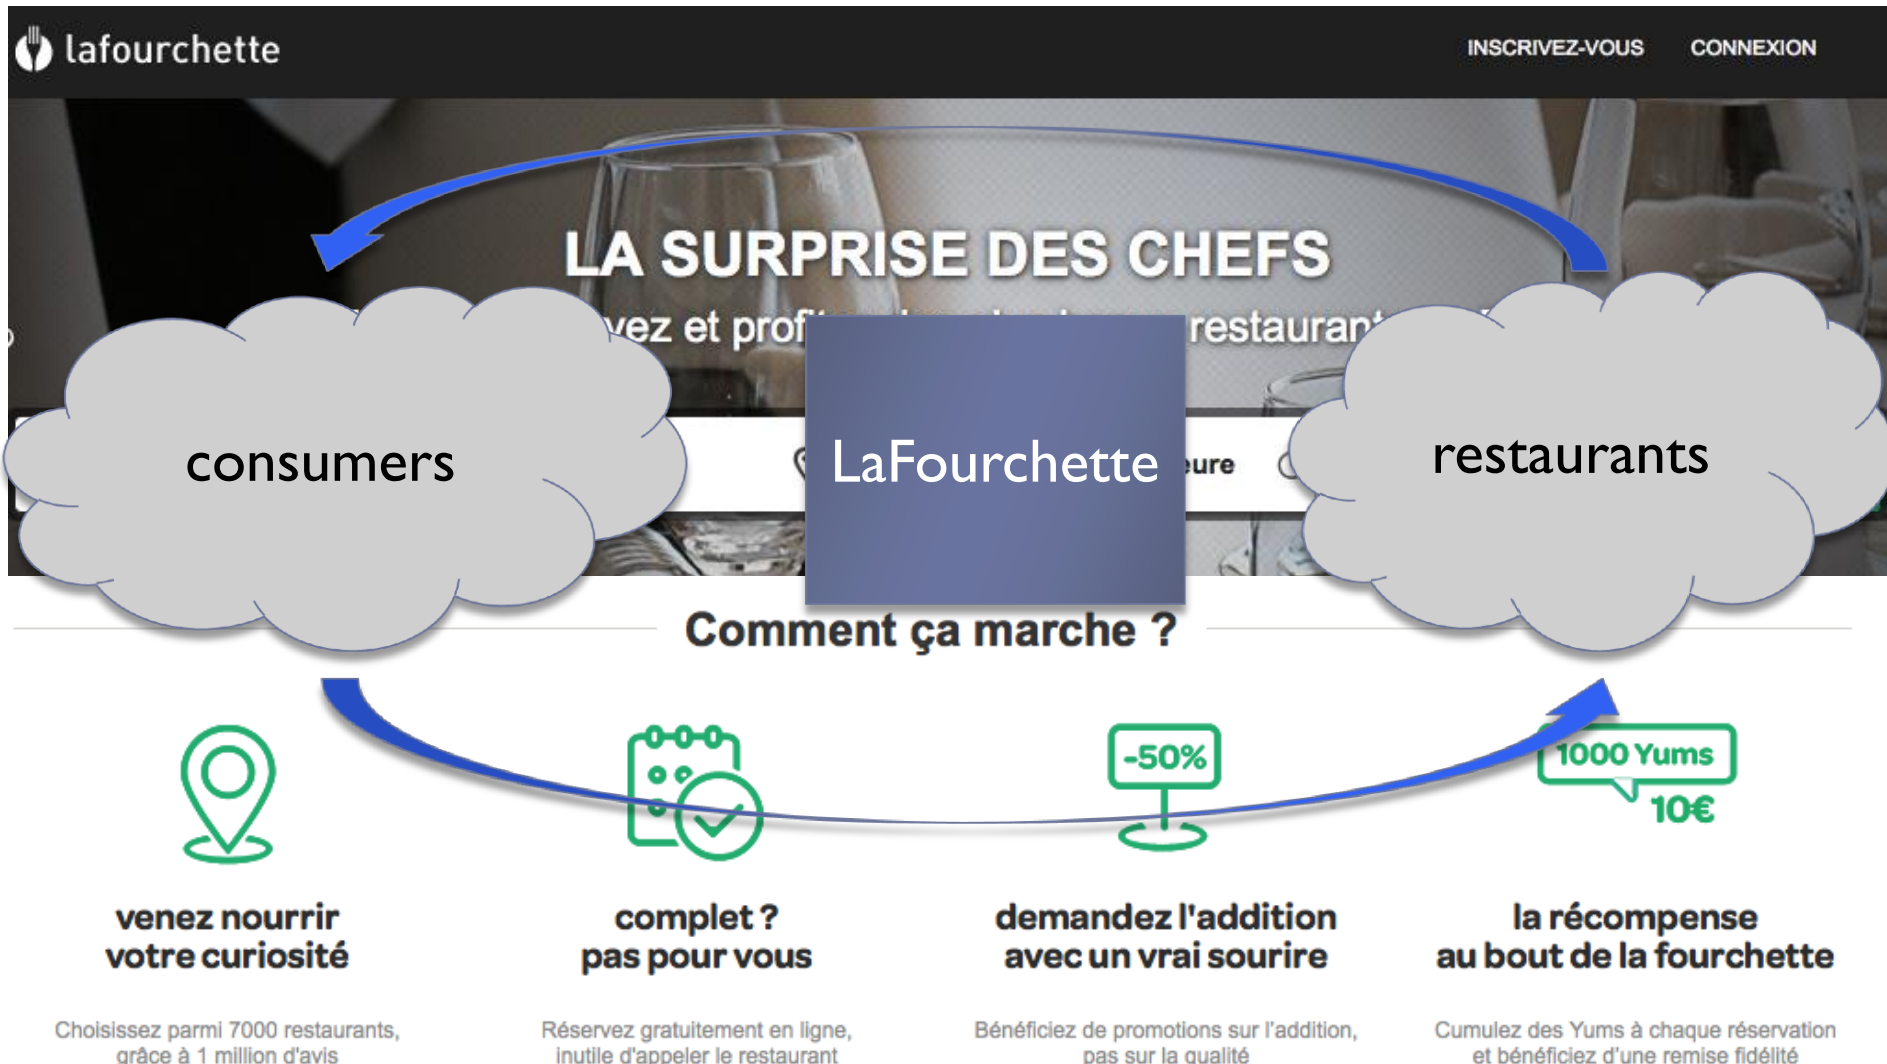 lafourchette
INSCRIVEZ-VOUS CONNEXION
LA SURPRISE DES CHEFS
et
consumers
LaFourchette
restaurants
Comment ça marche ?
-50%
1000 Yums
10€
venez nourrir
votre curiosité
complet ?
pas pour vous
demandez l'addition
avec un vrai sourire
la récompense
au bout de la fourchette
Choisissez parmi 7000 restaurants,
grâce à 1 million d'avis
Réservez gratuitement en ligne,
inutile d'appeler le restaurant
Bénéficiez de promotions sur l'addition,
pas sur la qualité
Cumulez des Yums à chaque réservation
et bénéficiez d'une remise fidélité